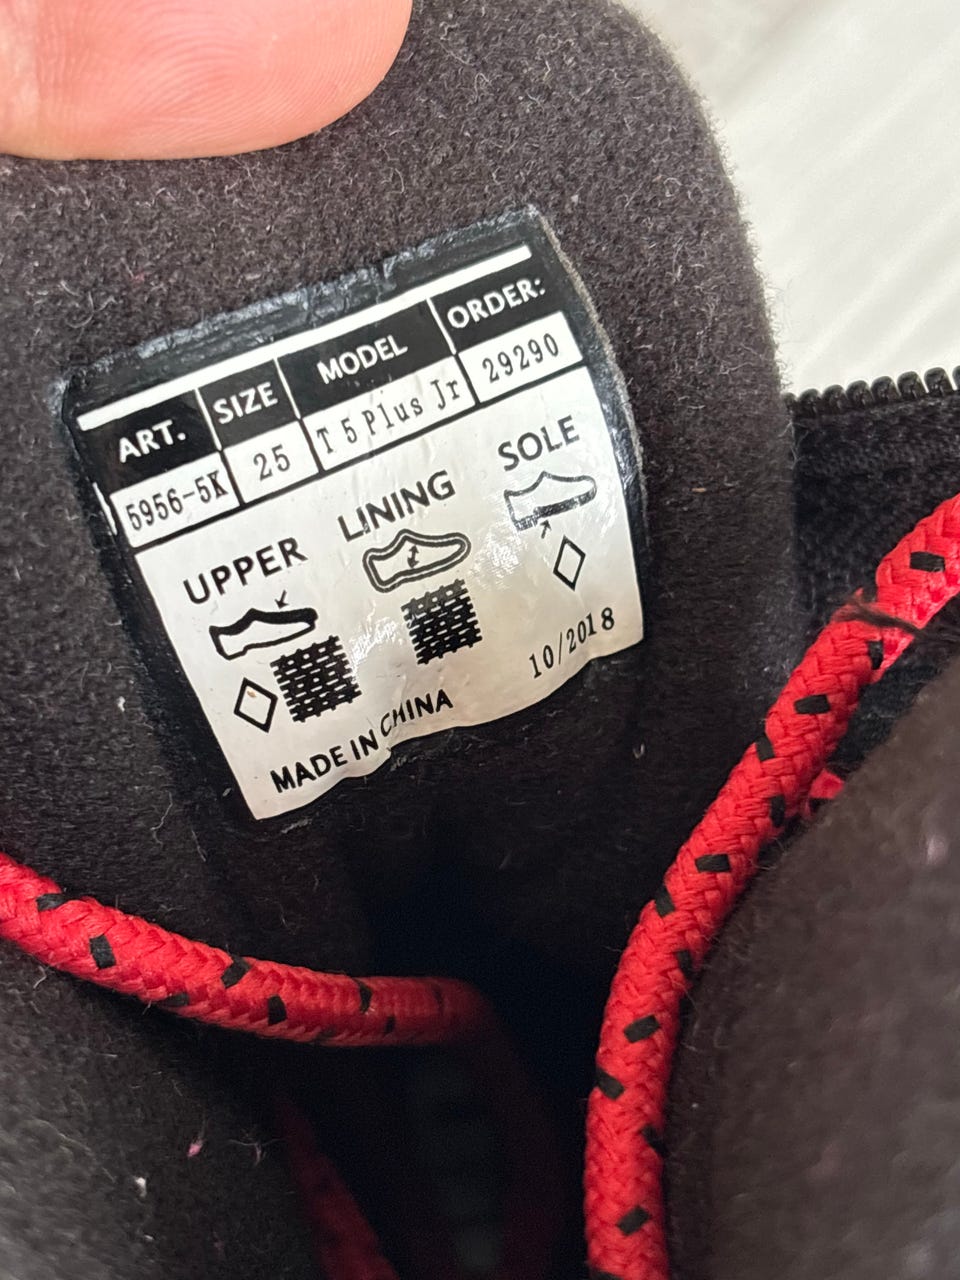 ART. SIZE MODEL ORDER:
5956-5K 25 T 5 Plus Jr 29290
UPPER LINING SOLE
10/2018
MADE IN CHINA